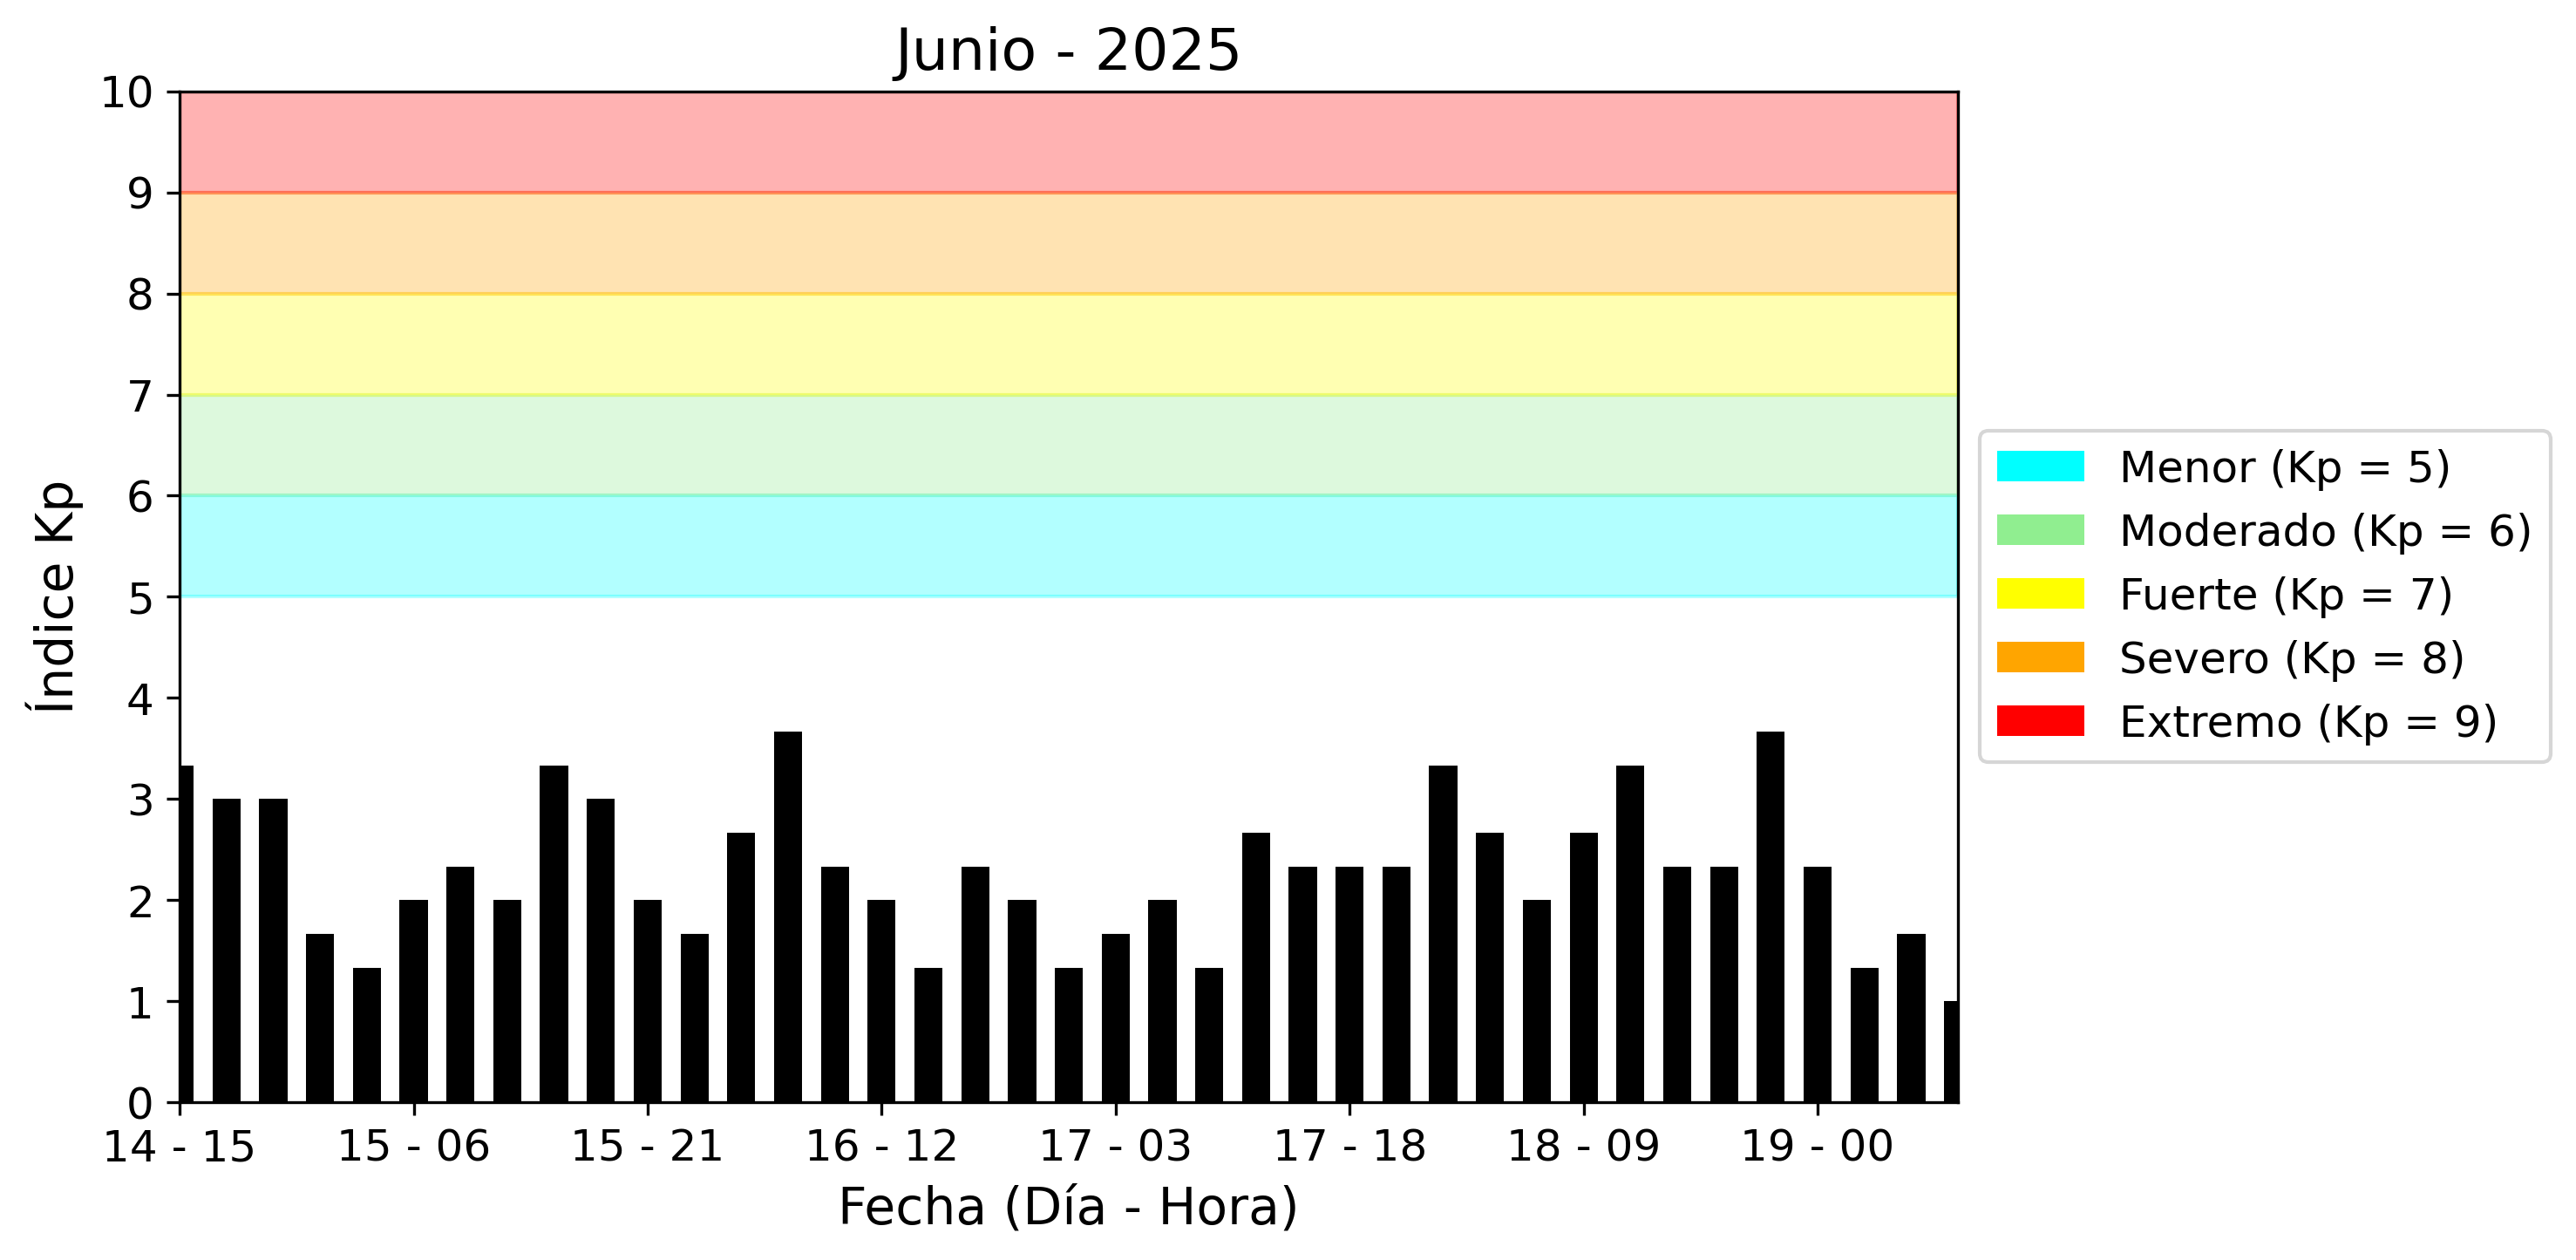 Junio - 2025
10
9
8
7
6
5
4
3
2
1
0
Índice Kp
14 - 15
15 - 06
15 - 21
16 - 12
17 - 03
17 - 18
18 - 09
19 - 00
Fecha (Día - Hora)
Menor (Kp = 5)
Moderado (Kp = 6)
Fuerte (Kp = 7)
Severo (Kp = 8)
Extremo (Kp = 9)